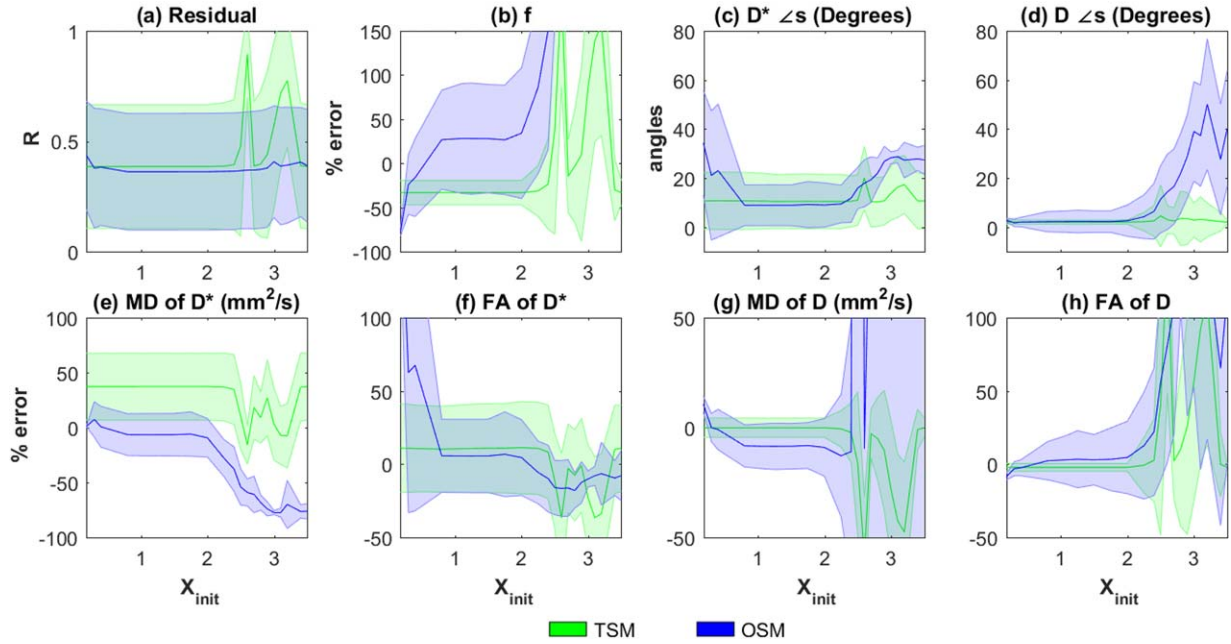 (a) Residual
(b) f
(c) D* ∠s (Degrees)
(d) D ∠s (Degrees)
R
1
0.5
0
1 2 3
% error
150
100
50
0
-50
-100
1 2 3
angles
80
60
40
20
0
1 2 3
80
60
40
20
0
1 2 3
(e) MD of D* (mm²/s)
(f) FA of D*
(g) MD of D (mm²/s)
(h) FA of D
% error
100
50
0
-50
-100
1 2 3
X_init
100
50
0
-50
1 2 3
X_init
50
0
-50
1 2 3
X_init
100
50
0
-50
1 2 3
X_init
TSM OSM